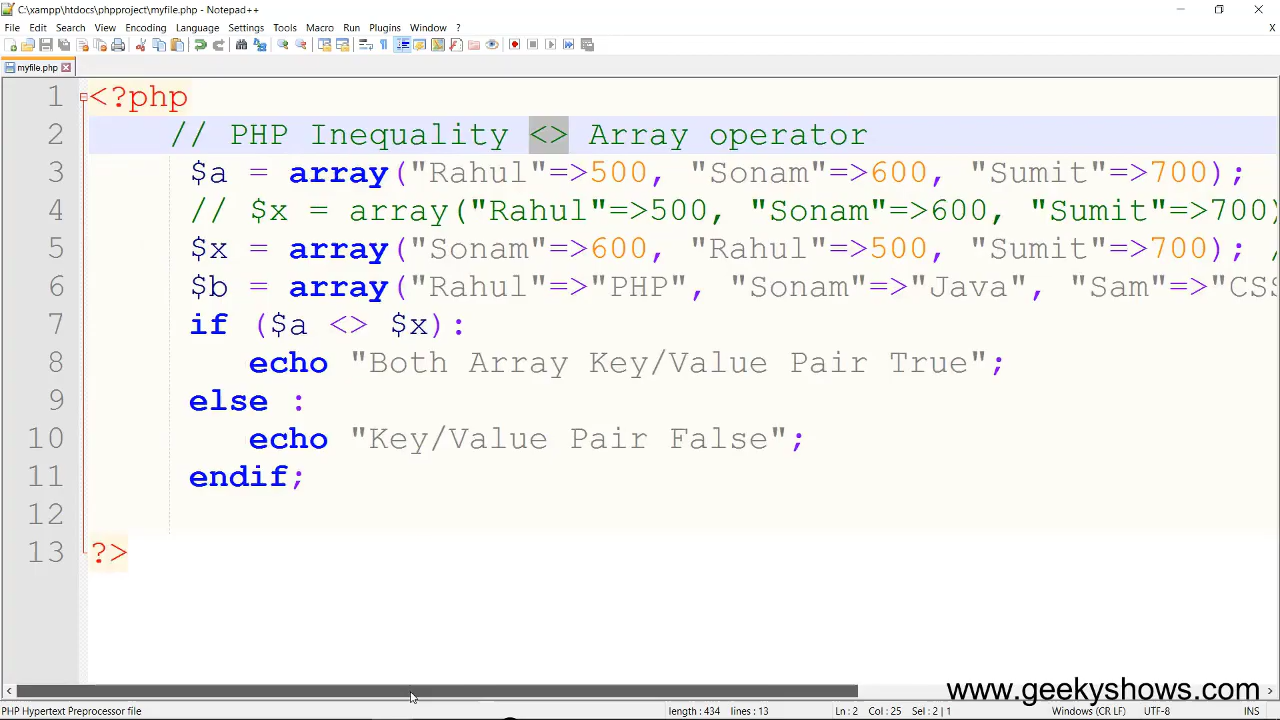 C:\xampp\htdocs\phpproject\myfile.php - Notepad++
File Edit Search View Encoding Language Settings Tools Macro Run Plugins Window ?
X
myfile.php
1 <?php
2 // PHP Inequality <> Array operator
3 $a = array("Rahul"=>500, "Sonam"=>600, "Sumit"=>700);
4 // $x = array("Rahul"=>500, "Sonam"=>600, "Sumit"=>700)
5 $x = array("Sonam"=>600, "Rahul"=>500, "Sumit"=>700); /
6 $b = array("Rahul"=>"PHP", "Sonam"=>"Java", "Sam"=>"CSS
7 if ($a <> $x):
8 echo "Both Array Key/Value Pair True";
9 else :
10 echo "Key/Value Pair False";
11 endif;
12
13 ?>
www.geekyshows.com
PHP Hypertext Preprocessor file length : 434 lines : 13 Ln : 2 Col : 25 Sel : 2 | 1 Windows (CR LF) UTF-8 INS